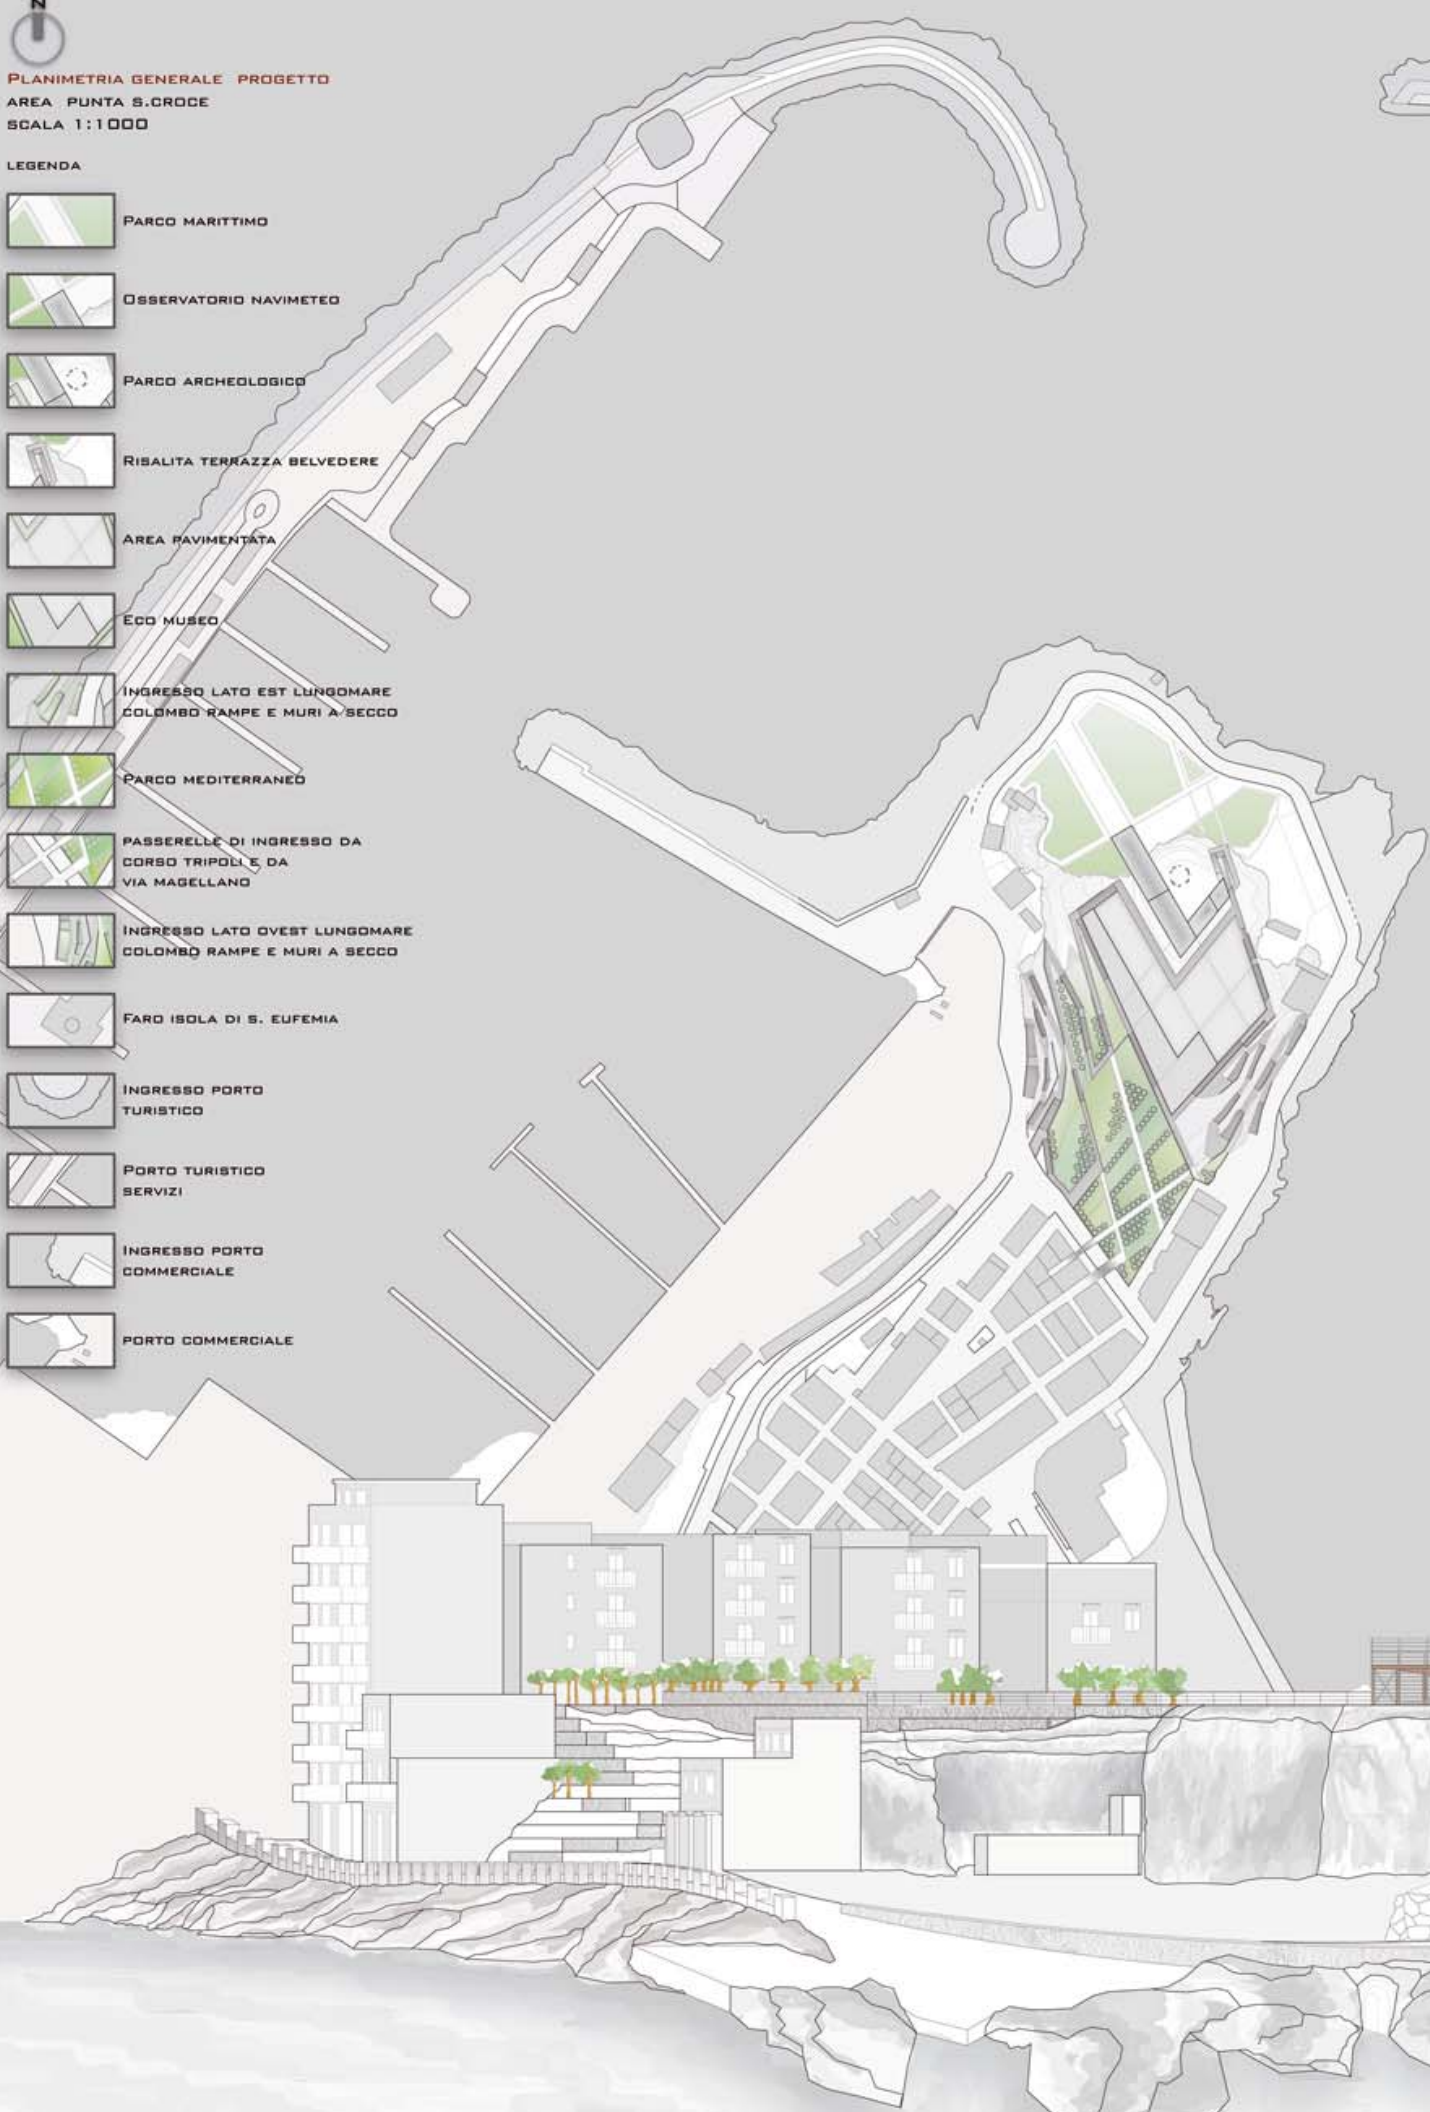 N
PLANIMETRIA GENERALE PROGETTO
AREA PUNTA S.CROCE
SCALA 1:1000
LEGENDA
PARCO MARITTIMO
OSSERVATORIO NAVIMETEO
PARCO ARCHEOLOGICO
RISALITA TERRAZZA BELVEDERE
AREA PAVIMENTATA
ECO MUSEO
INGRESSO LATO EST LUNGOMARE
COLOMBO RAMPE E MURI A SECCO
PARCO MEDITERRANEO
PASSERELLE DI INGRESSO DA
CORSO TRIPOLI E DA
VIA MAGELLANO
INGRESSO LATO OVEST LUNGOMARE
COLOMBO RAMPE E MURI A SECCO
FARO ISOLA DI S. EUFEMIA
INGRESSO PORTO
TURISTICO
PORTO TURISTICO
SERVIZI
INGRESSO PORTO
COMMERCIALE
PORTO COMMERCIALE